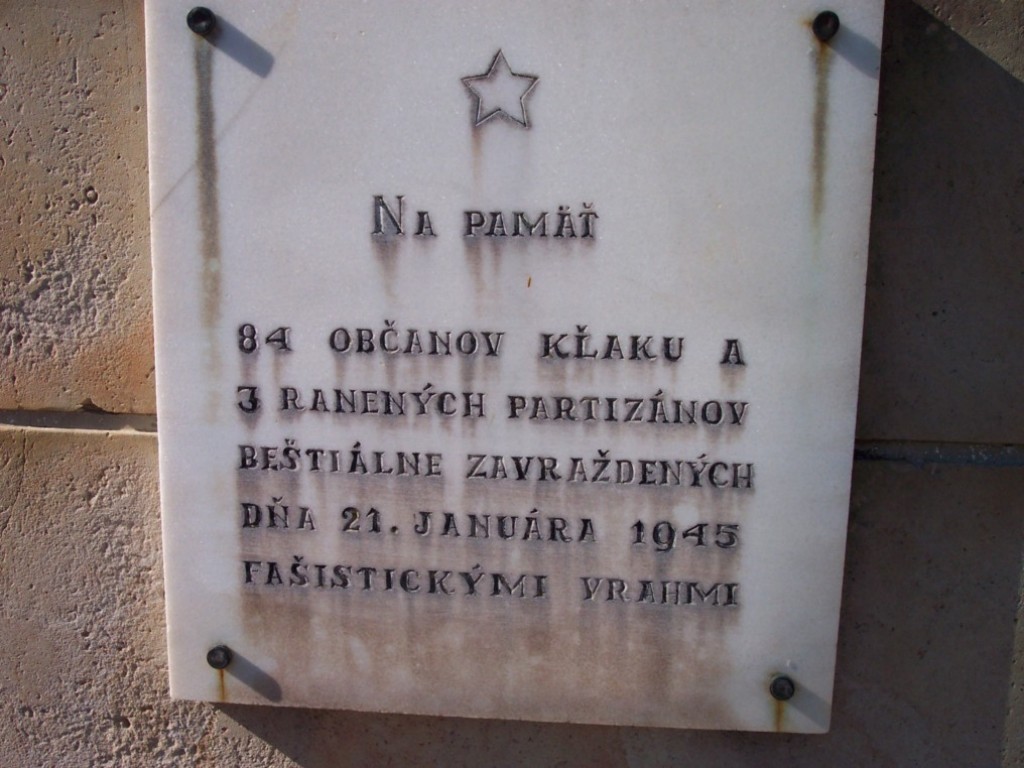 NA PAMÄŤ
84 OBČANOV KĽAKU A
3 RANENÝCH PARTIZÁNOV
BEŠTIÁLNE ZAVRAŽDENÝCH
DŇA 21. JANUÁRA 1945
FAŠISTICKÝMI VRAHMI